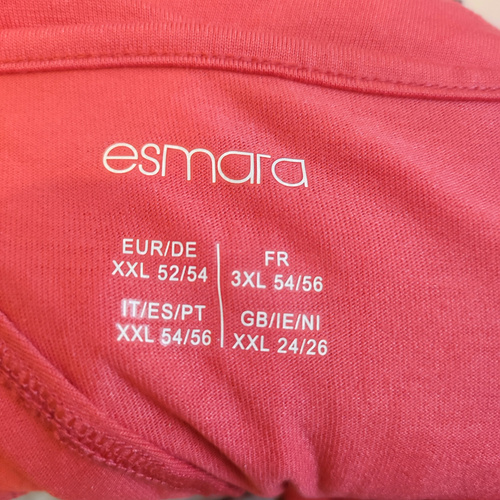 esmara
EUR/DE
XXL 52/54
FR
3XL 54/56
IT/ES/PT
XXL 54/56
GB/IE/NI
XXL 24/26